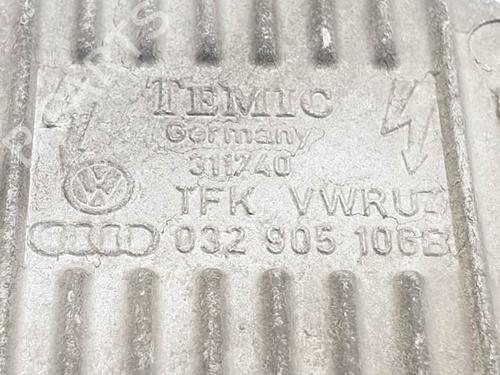 TEMIC
Germany
311740
TFK VWRUZ
032 905 106B